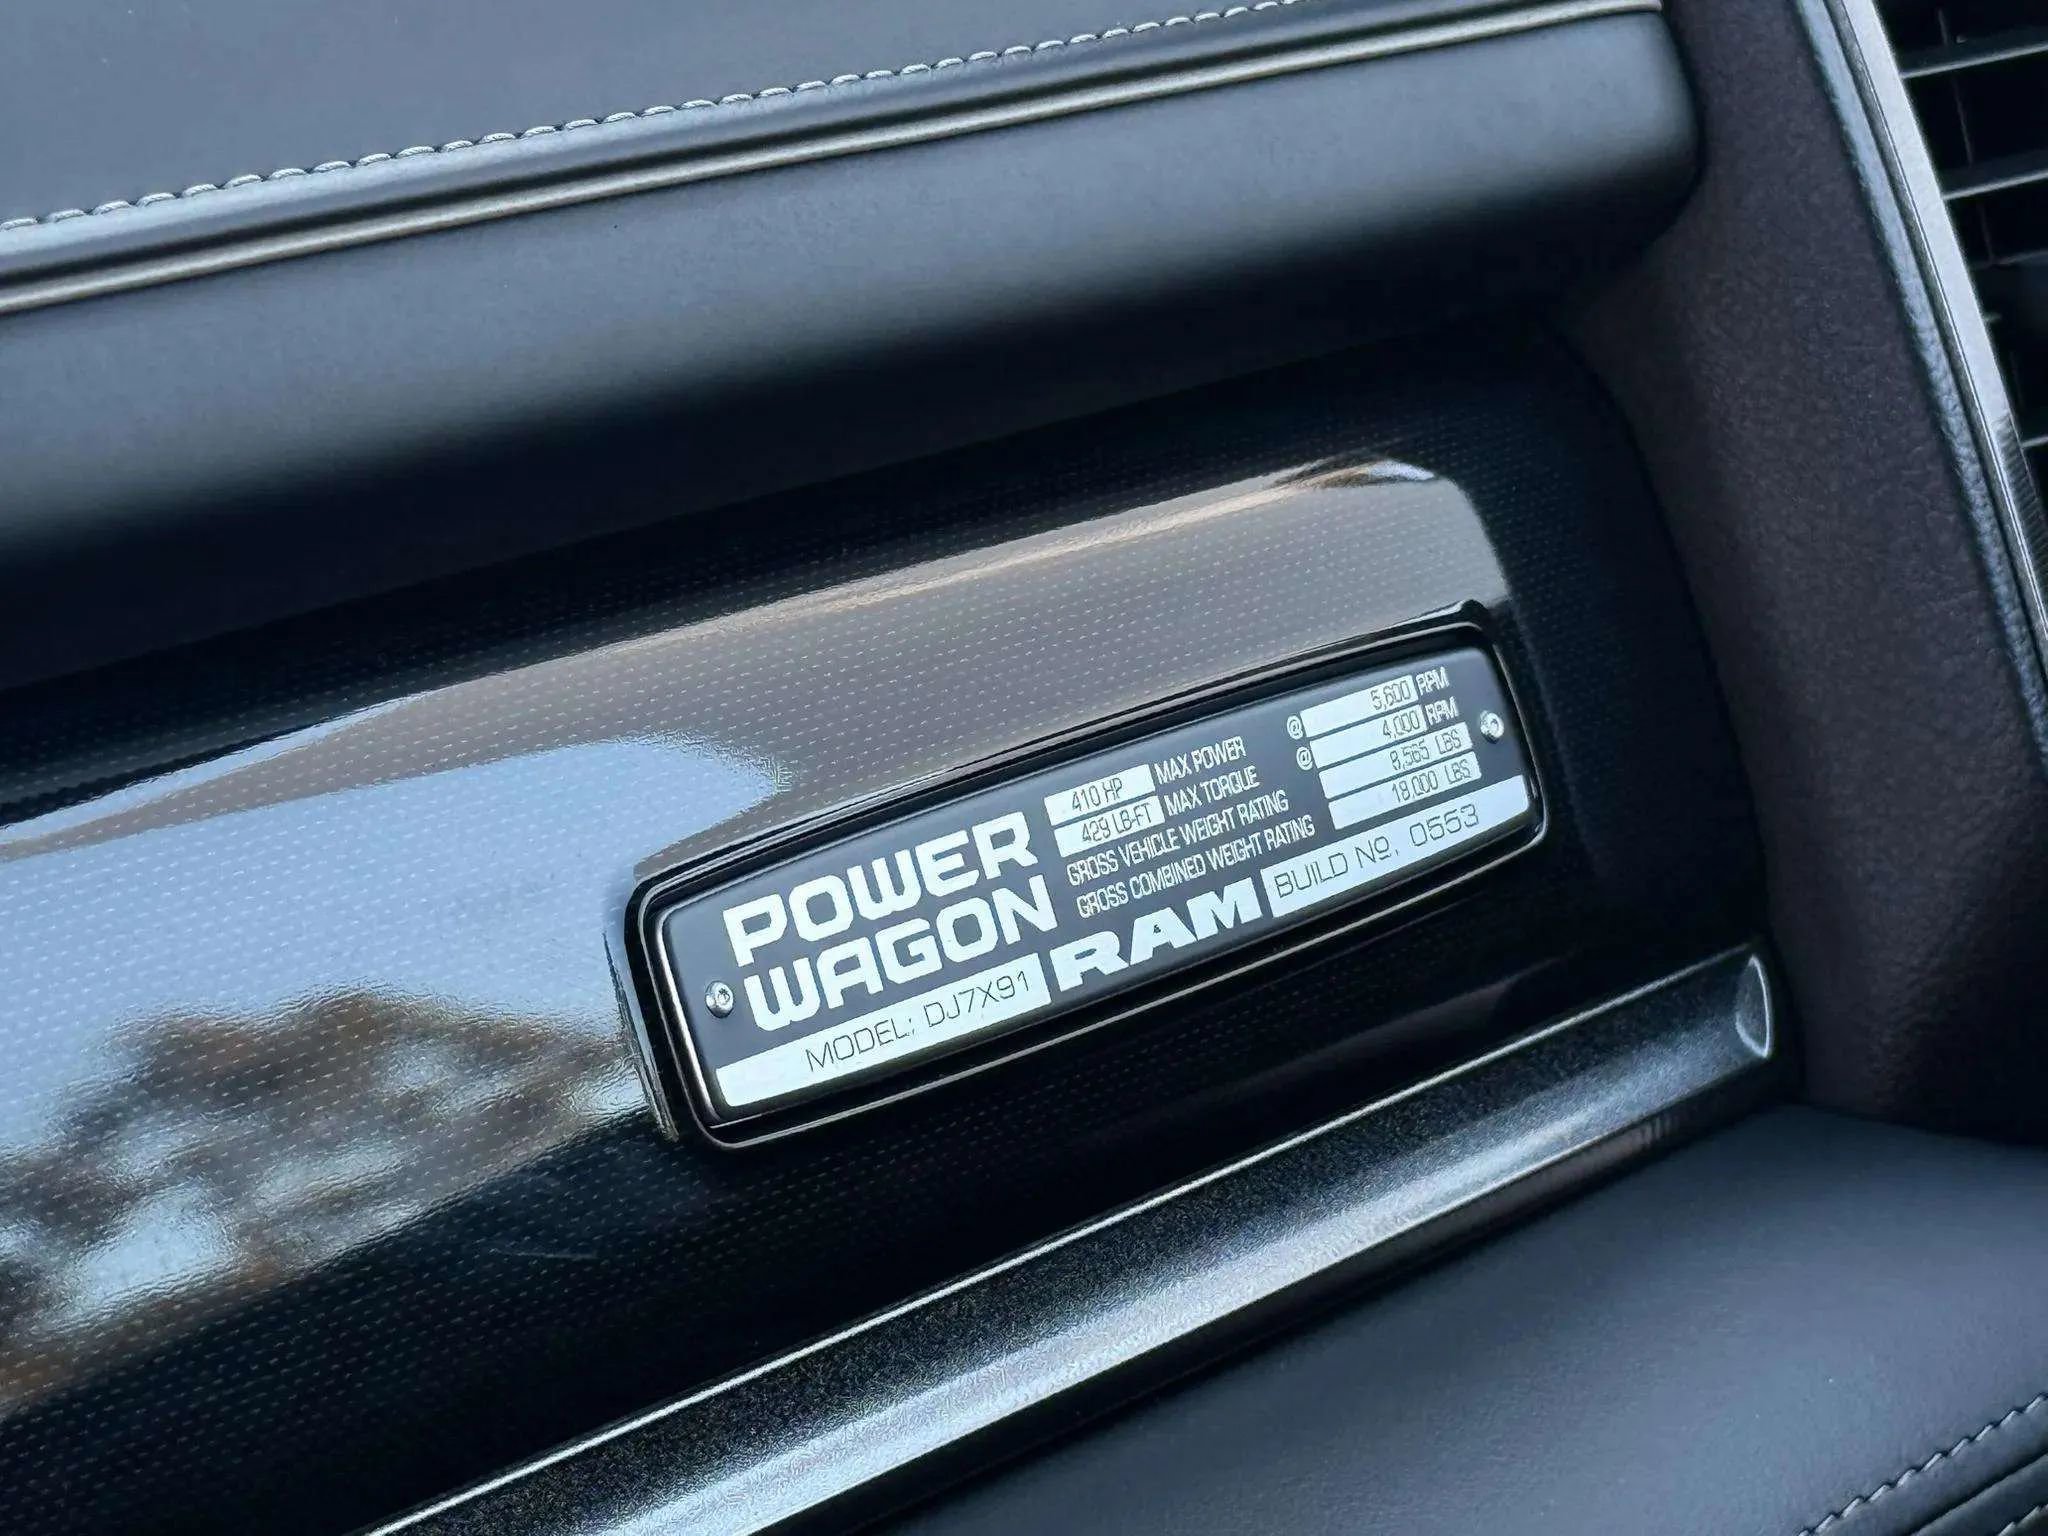 POWER
WAGON
MODEL: DJ7X91
410 HP MAX POWER @ 5,600 RPM
429 LB-FT MAX TORQUE @ 4,000 RPM
GROSS VEHICLE WEIGHT RATING 8,565 LBS
GROSS COMBINED WEIGHT RATING 18,000 LBS
RAM BUILD Nº. 0553